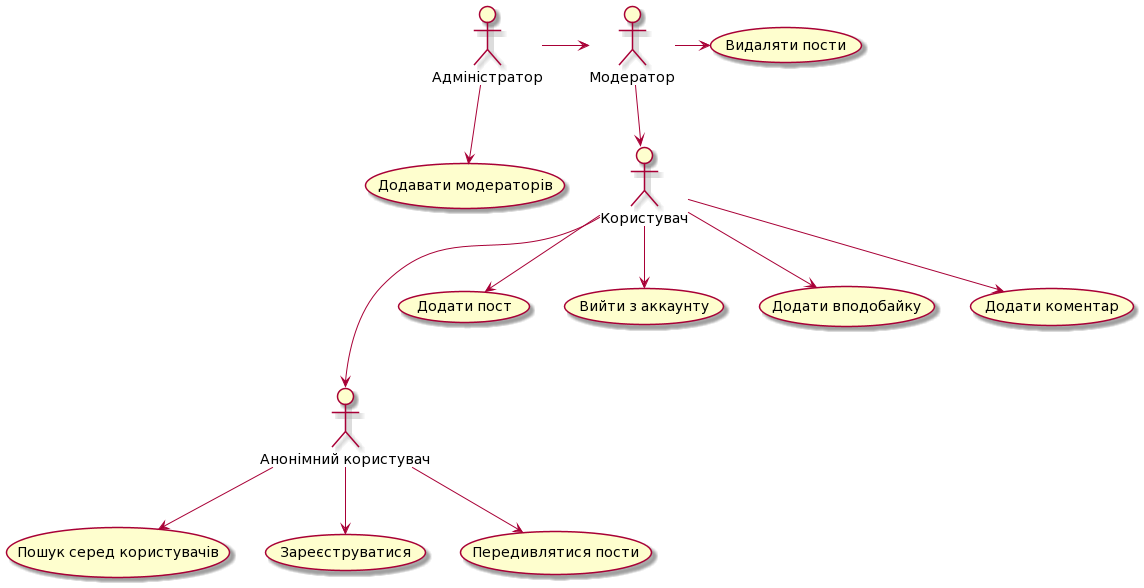 Видаляти пости
Адміністратор
Модератор
Додавати модераторів
Користувач
Додати пост
Вийти з аккаунту
Додати вподобайку
Додати коментар
Анонімний користувач
Пошук серед користувачів
Зареєструватися
Передивлятися пости